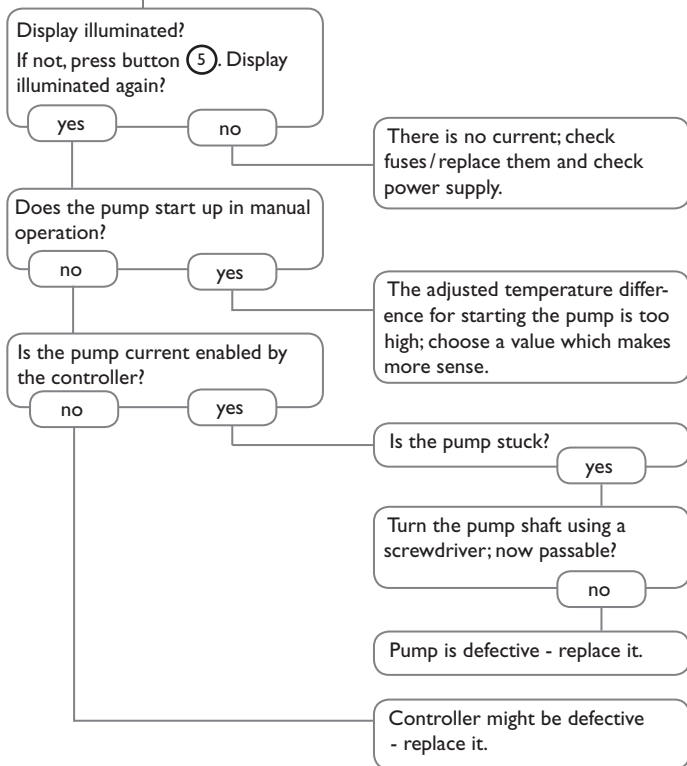 Display illuminated?
If not, press button 5. Display
illuminated again?
yes
no
There is no current; check
fuses/replace them and check
power supply.
Does the pump start up in manual
operation?
no
yes
The adjusted temperature differ-
ence for starting the pump is too
high; choose a value which makes
more sense.
Is the pump current enabled by
the controller?
no
yes
Is the pump stuck?
yes
Turn the pump shaft using a
screwdriver; now passable?
no
Pump is defective - replace it.
Controller might be defective
- replace it.